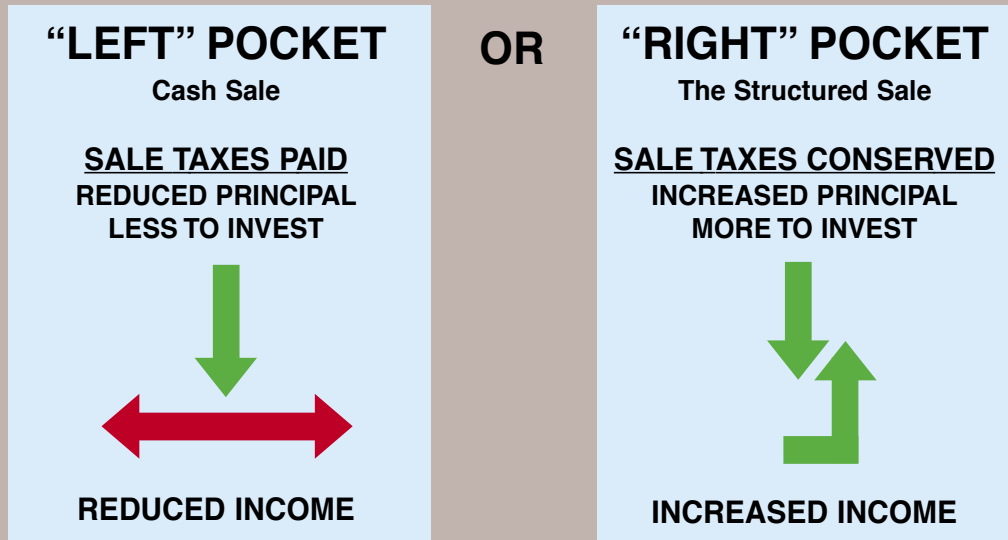 “LEFT” POCKET
Cash Sale
SALE TAXES PAID
REDUCED PRINCIPAL
LESS TO INVEST
REDUCED INCOME
OR
“RIGHT” POCKET
The Structured Sale
SALE TAXES CONSERVED
INCREASED PRINCIPAL
MORE TO INVEST
INCREASED INCOME